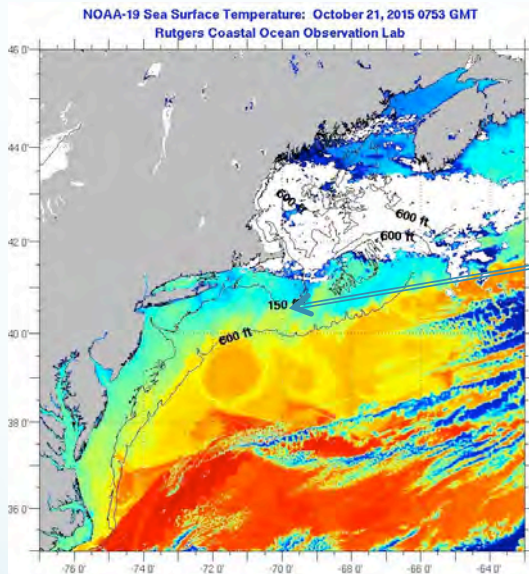 NOAA-19 Sea Surface Temperature: October 21, 2015 0753 GMT
Rutgers Coastal Ocean Observation Lab
46.0
44.0
600 ft
600 ft
42.0
600 ft
150 ft
40.0
600 ft
38.0
36.0
-76.0 -74.0 -72.0 -70.0 -68.0 -66.0 -64.0